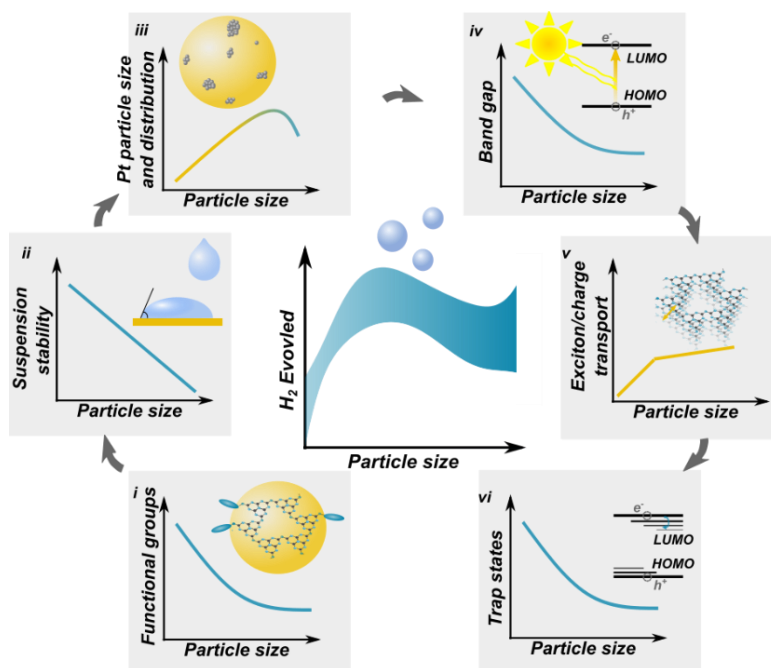 iii
Pt particle size
and distribution
Particle size
iv
e-
LUMO
HOMO
h+
Band gap
Particle size
ii
Suspension
stability
Particle size
H2 Evovled
Particle size
v
Exciton/charge
transport
Particle size
i
Functional groups
Particle size
vi
e-
LUMO
HOMO
h+
Trap states
Particle size